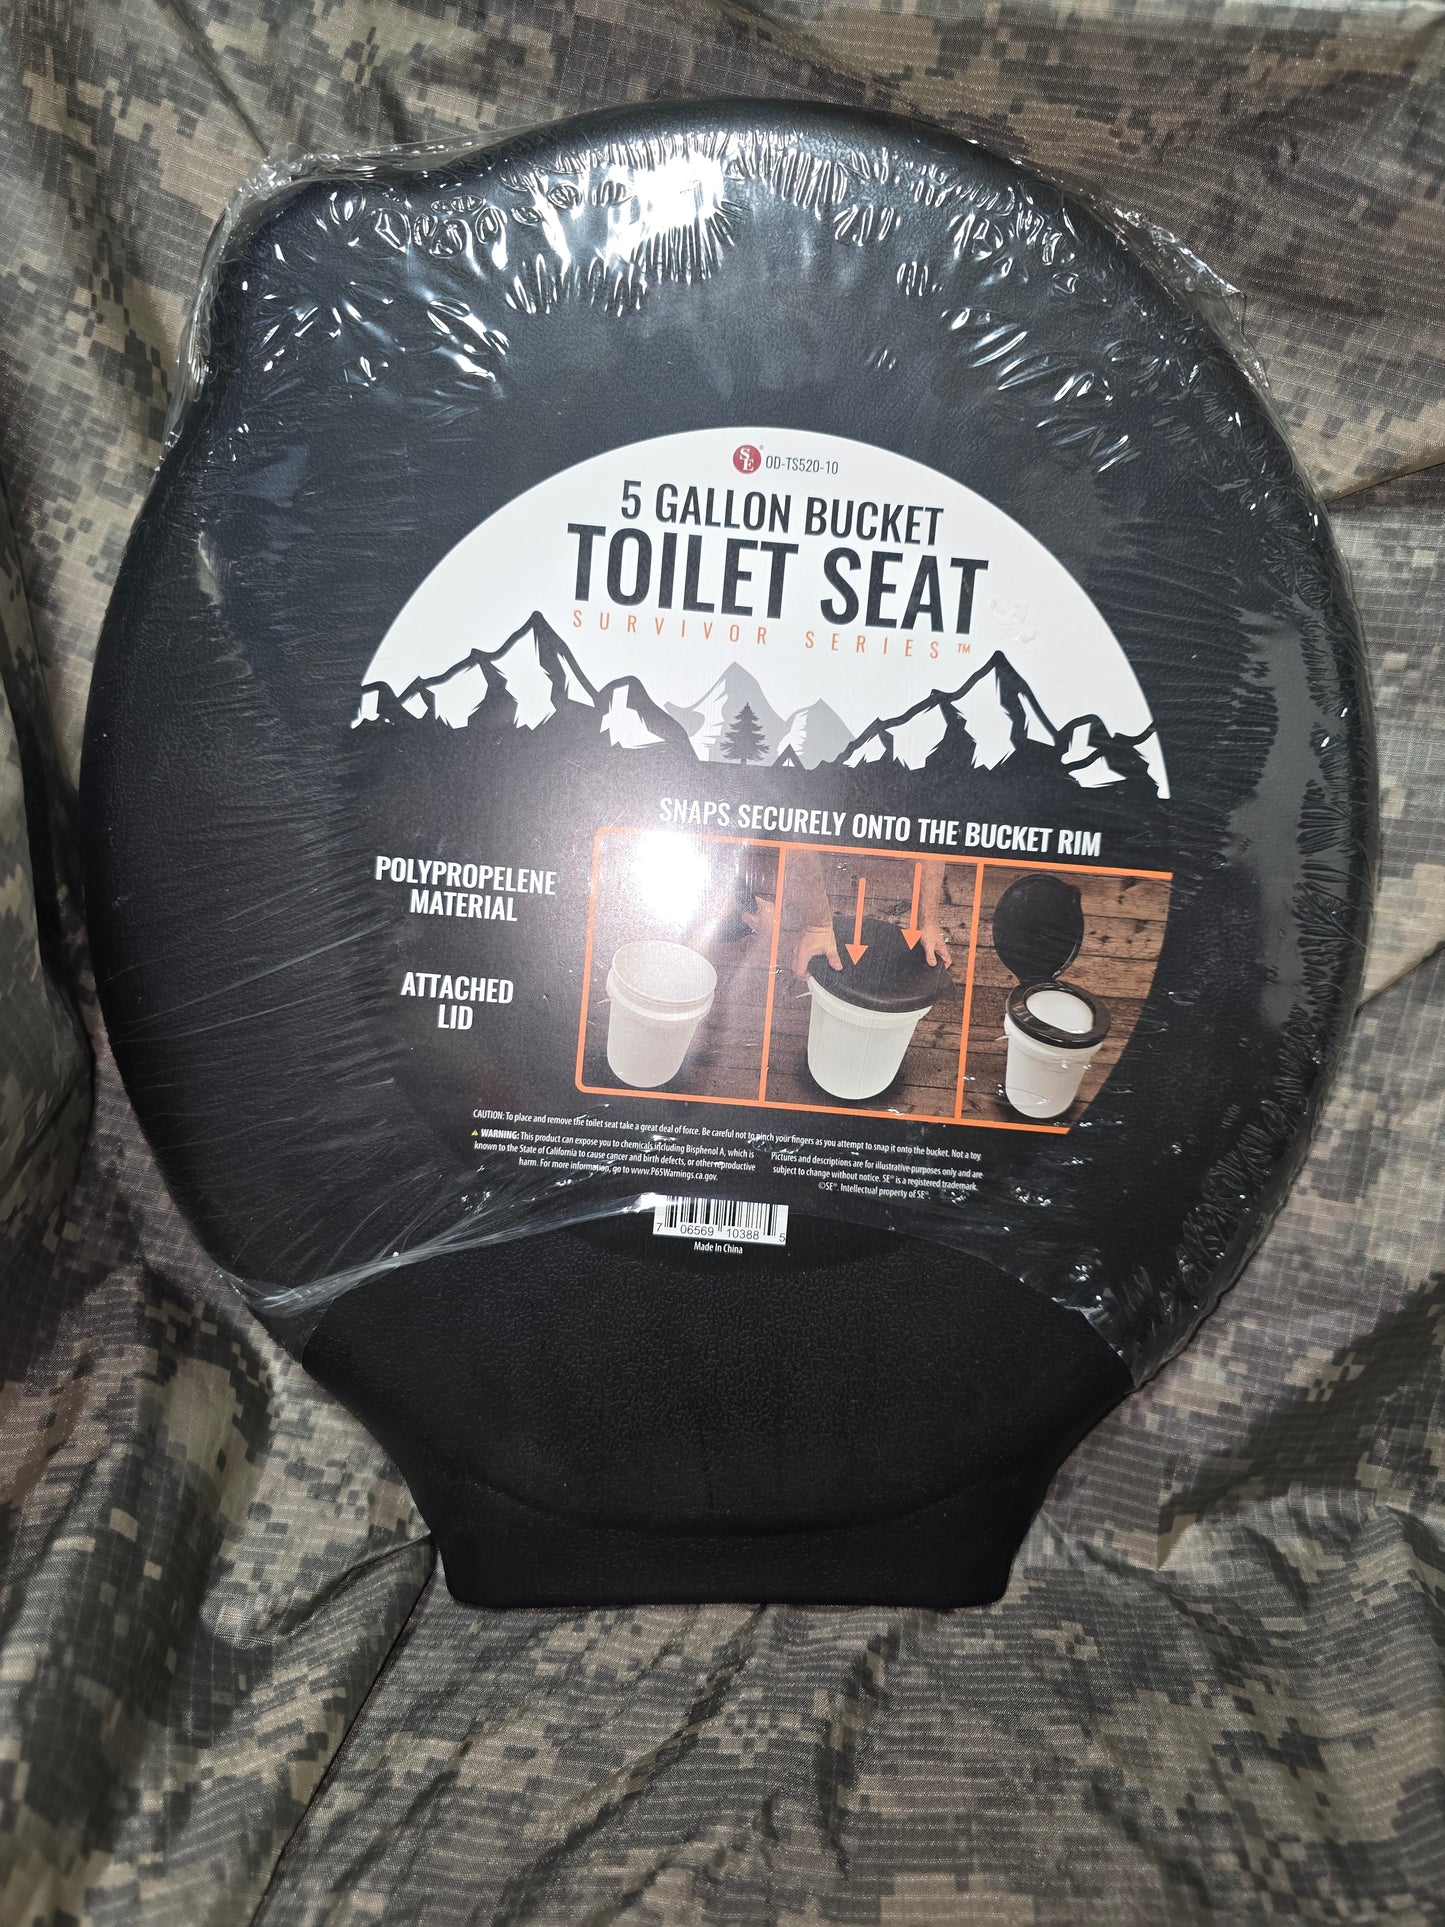 SE® OD-TS520-10
5 GALLON BUCKET
TOILET SEAT
SURVIVOR SERIES™
SNAPS SECURELY ONTO THE BUCKET RIM
POLYPROPELENE
MATERIAL
ATTACHED
LID
CAUTION: To place and remove the toilet seat take a great deal of force. Be careful not to pinch your fingers as you attempt to snap it onto the bucket. Not a toy
WARNING: This product can expose you to chemicals including Bisphenol A, which is
known to the State of California to cause cancer and birth defects, or other reproductive
harm. For more information, go to www.P65Warnings.ca.gov.
Pictures and descriptions are for illustrative purposes only and are
subject to change without notice. SE® is a registered trademark.
©SE®. Intellectual property of SE®.
7 06569 10388 5
Made In China